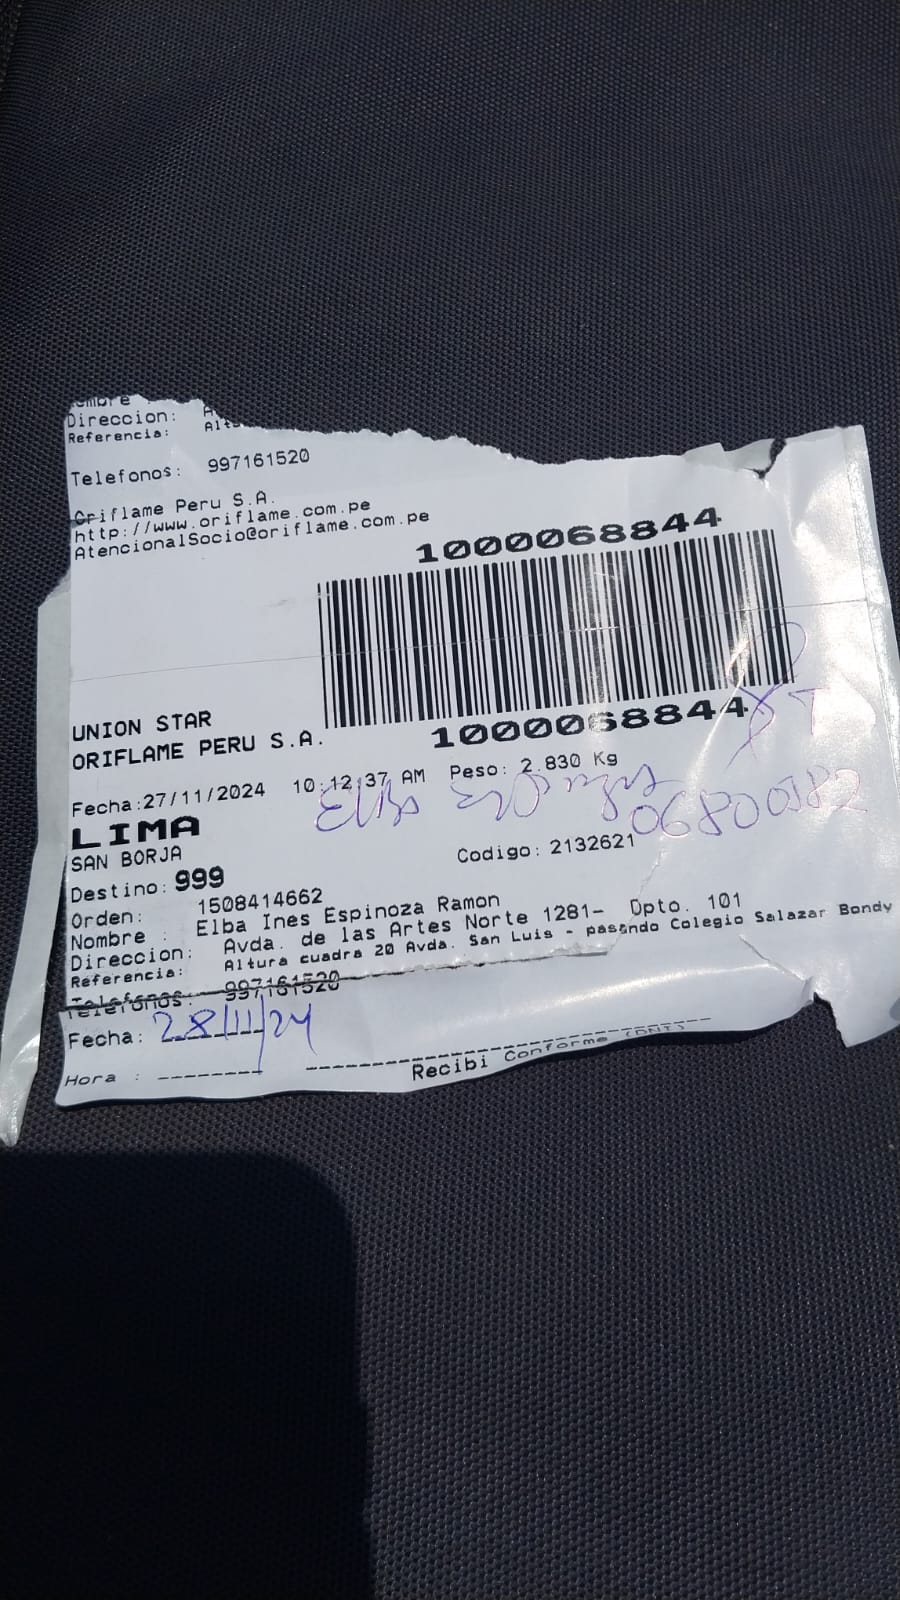 Direccion:
Referencia:
Telefonos: 997161520
Oriflame Peru S.A.
http://www.oriflame.com.pe
AtencionalSocio@oriflame.com.pe
1000068844
1000068844
UNION STAR
ORIFLAME PERU S.A.
Fecha:27/11/2024 10:12:37 AM Peso: 2.830 Kg
Elba
LIMA
SAN BORJA
Codigo: 2132621
Destino: 999
Orden: 1508414662
Nombre : Elba Ines Espinoza Ramon
Direccion: Avda. de las Artes Norte 1281- Dpto. 101
Referencia: Altura cuadra 20 Avda. San Luis - pasando Colegio Salazar Bondy
Telefonos: 997161520
Fecha: 28/11/24
Hora :
Recibi Conforme (DNI)